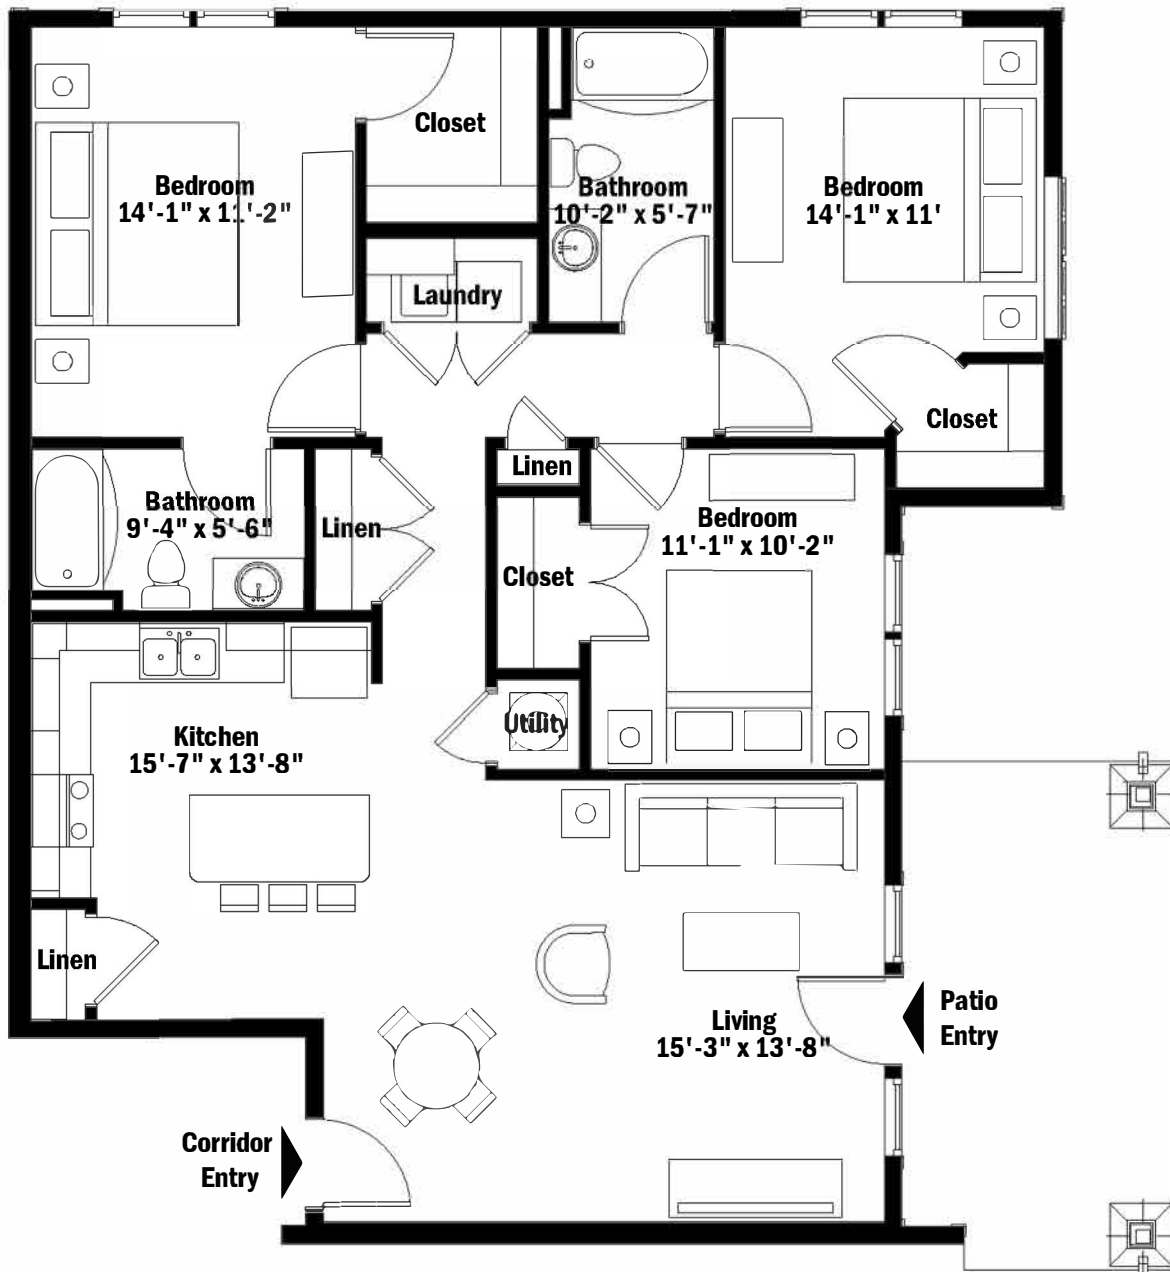 Closet
Bedroom
14'-1" x 11'-2"
Bathroom
10'-2" x 5'-7"
Bedroom
14'-1" x 11'
Laundry
Closet
Linen
Bathroom
9'-4" x 5'-6"
Linen
Bedroom
11'-1" x 10'-2"
Closet
Utility
Kitchen
15'-7" x 13'-8"
Linen
Living
15'-3" x 13'-8"
Patio
Entry
Corridor
Entry